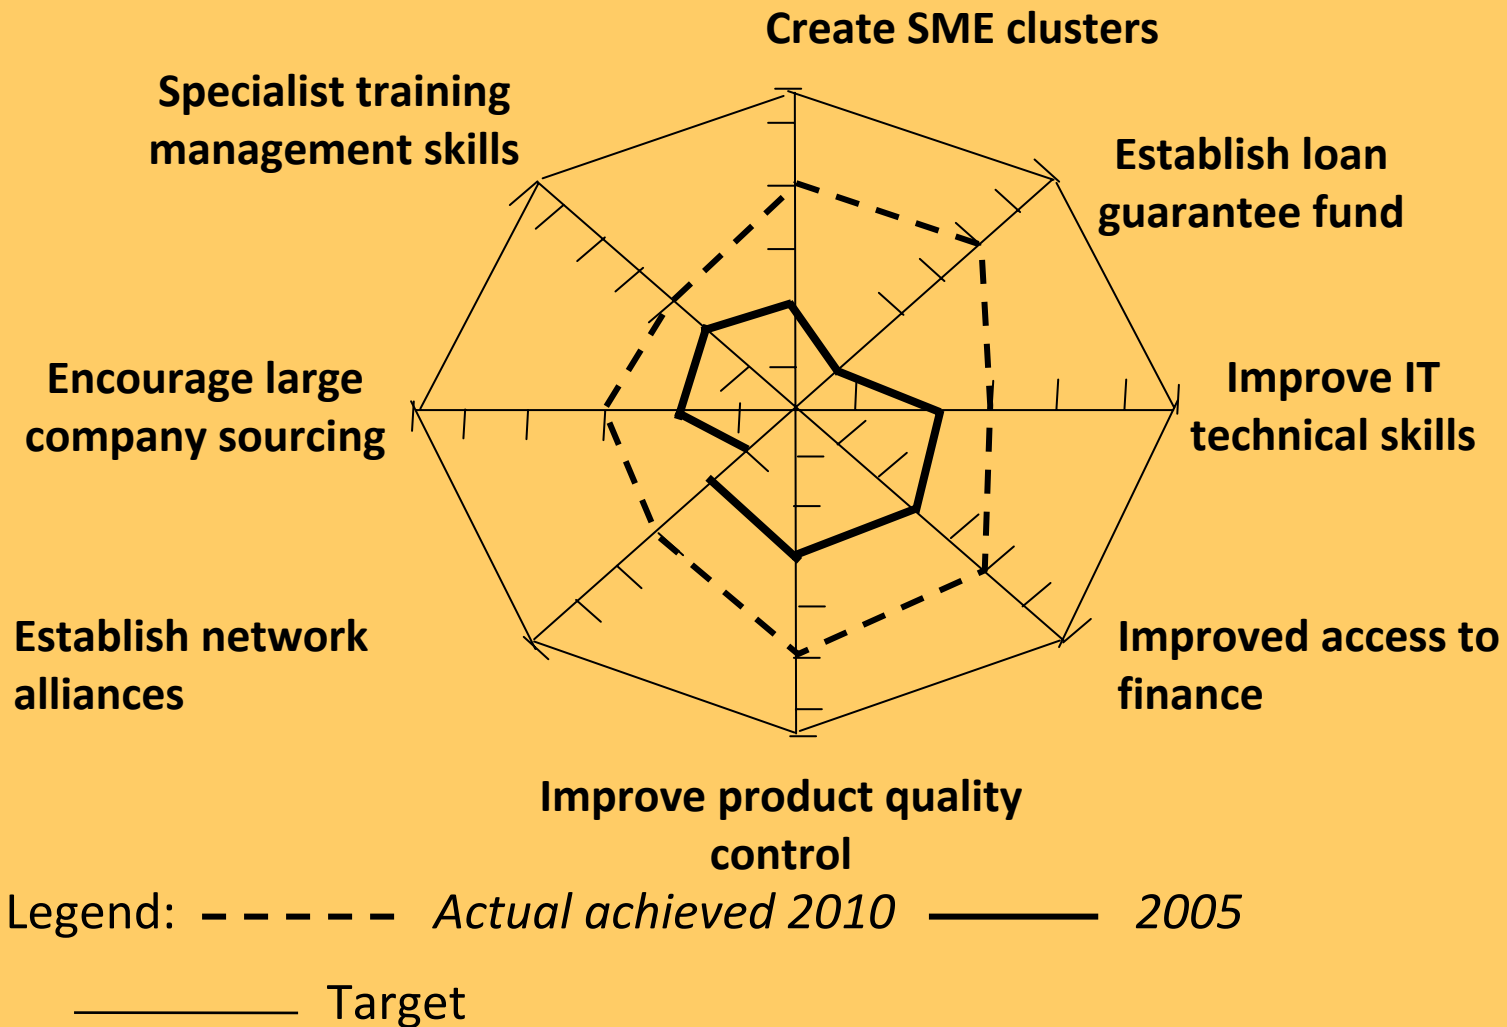 Create SME clusters
Specialist training
management skills
Establish loan
guarantee fund
Encourage large
company sourcing
Improve IT
technical skills
Establish network
alliances
Improved access to
finance
Improve product quality
control
Legend: Actual achieved 2010 2005
Target